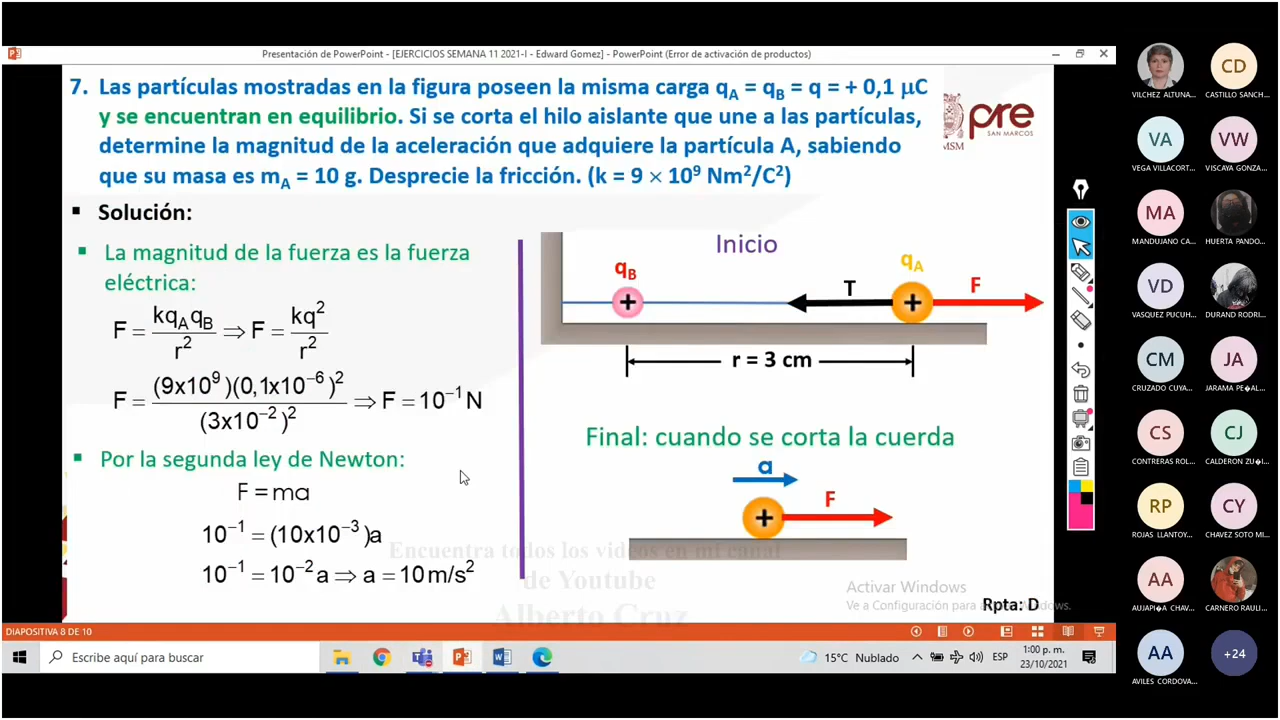 Presentación de PowerPoint - [EJERCICIOS SEMANA 11 2021-I - Edward Gomez] - PowerPoint (Error de activación de productos)
7. Las partículas mostradas en la figura poseen la misma carga qA = qB = q = + 0,1 μC
y se encuentran en equilibrio. Si se corta el hilo aislante que une a las partículas,
determine la magnitud de la aceleración que adquiere la partícula A, sabiendo
que su masa es mA = 10 g. Desprecie la fricción. (k = 9 × 10⁹ Nm²/C²)
pre
SAN MARCOS
MSM
▪ Solución:
▪ La magnitud de la fuerza es la fuerza
eléctrica:
F = kqAqB / r² ⇒ F = kq² / r²
F = (9x10⁹)(0,1x10⁻⁶)² / (3x10⁻²)² ⇒ F = 10⁻¹ N
▪ Por la segunda ley de Newton:
F = ma
10⁻¹ = (10x10⁻³)a
10⁻¹ = 10⁻² a ⇒ a = 10 m/s²
Inicio
qB
qA
+
T
+
F
r = 3 cm
Final: cuando se corta la cuerda
a
+
F
Encuentra todos los videos en mi canal
de Youtube
Alberto Cruz
Activar Windows
Ve a Configuración para Windows.
Rpta: D
DIAPOSITIVA 8 DE 10
Escribe aquí para buscar
15°C Nublado
ESP
1:00 p. m.
23/10/2021
VILCHEZ ALTUNA...
CD
CASTILLO SANCH...
VA
VEGA VILLACORT...
VW
VISCAYA GONZA...
MA
MANDUJANO CA...
HUERTA PANDO...
VD
VASQUEZ PUCUH...
DURAND RODRI...
CM
CRUZADO CUYA...
JA
JARAMA PE�AL...
CS
CONTRERAS ROL...
CJ
CALDERON ZU�I...
RP
ROJAS LLANTOY...
CY
CHAVEZ SOTO MI...
AA
AUJAPI�A CHAV...
CARNERO RAULI...
AA
AVILES CORDOVA...
+24